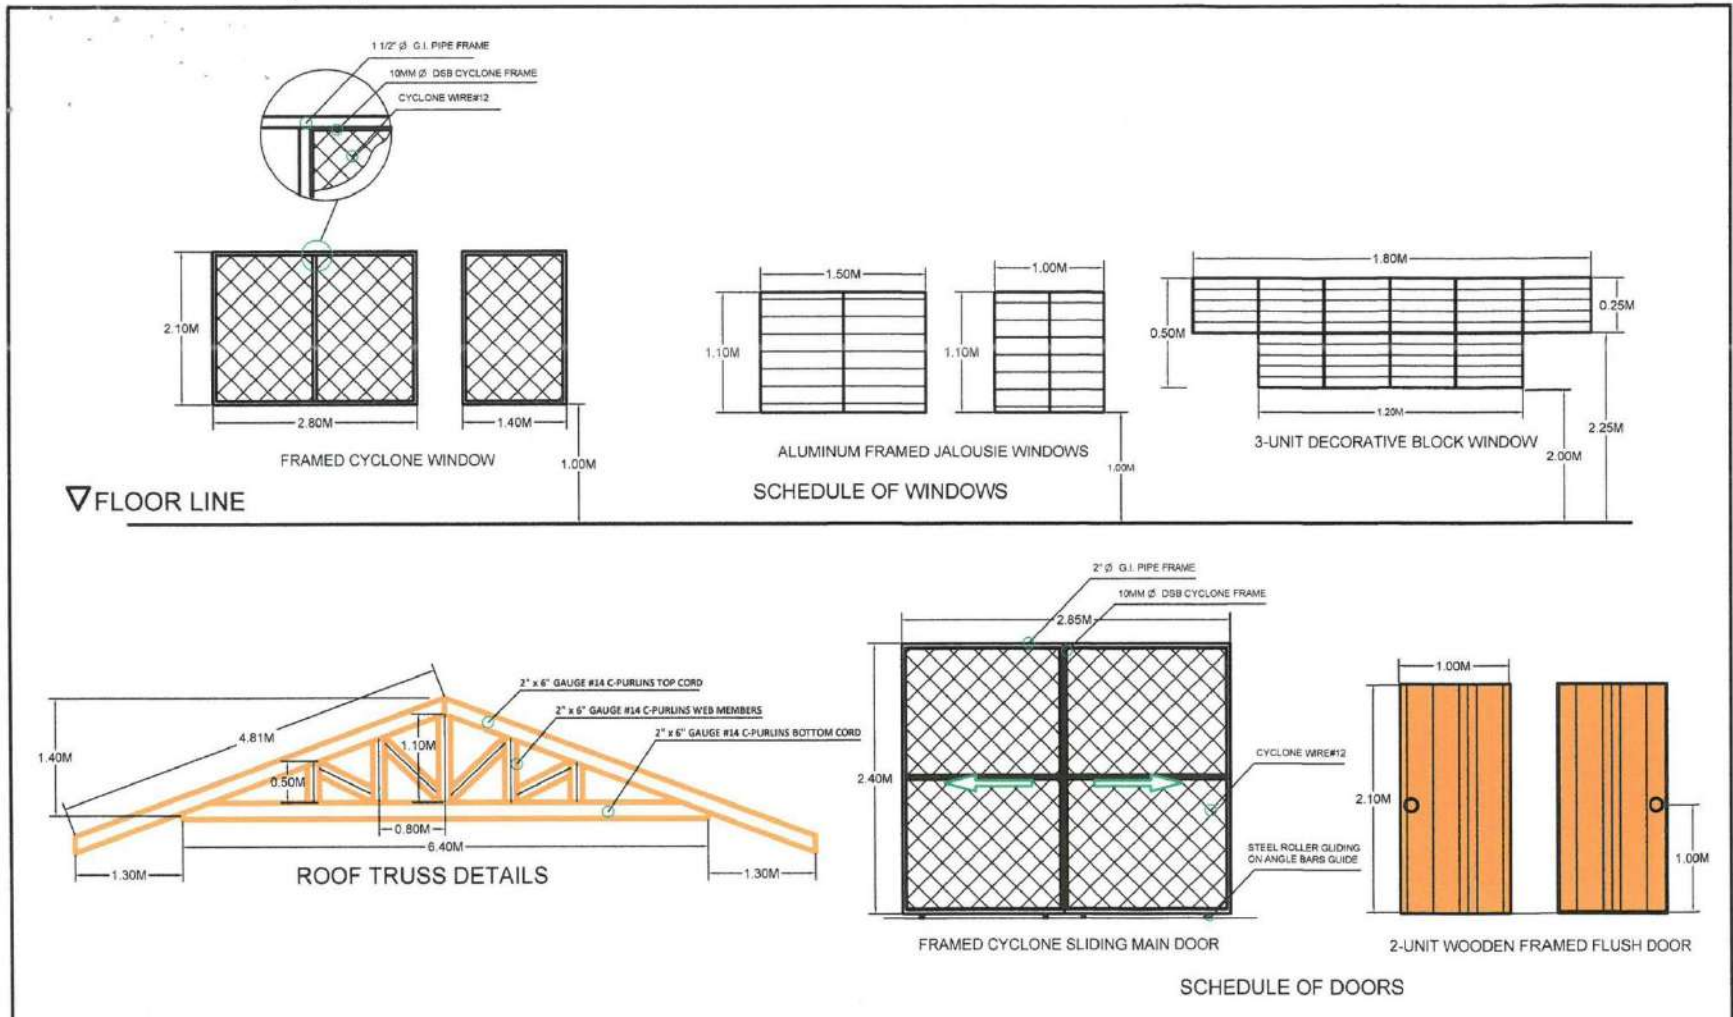 1 1/2" Ø G.I. PIPE FRAME
10MM Ø DSB CYCLONE FRAME
CYCLONE WIRE#12
2.10M
2.80M
1.40M
FRAMED CYCLONE WINDOW
1.00M
1.50M
1.10M
1.00M
1.10M
ALUMINUM FRAMED JALOUSIE WINDOWS
1.00M
1.80M
0.25M
0.50M
1.20M
3-UNIT DECORATIVE BLOCK WINDOW
2.25M
2.00M
SCHEDULE OF WINDOWS
FLOOR LINE
2" x 6" GAUGE #14 C-PURLINS TOP CORD
2" x 6" GAUGE #14 C-PURLINS WEB MEMBERS
2" x 6" GAUGE #14 C-PURLINS BOTTOM CORD
4.81M
1.40M
1.10M
0.50M
0.80M
6.40M
1.30M
1.30M
ROOF TRUSS DETAILS
2" Ø G.I. PIPE FRAME
10MM Ø DSB CYCLONE FRAME
2.85M
2.40M
CYCLONE WIRE#12
STEEL ROLLER GLIDING
ON ANGLE BARS GUIDE
FRAMED CYCLONE SLIDING MAIN DOOR
1.00M
2.10M
1.00M
2-UNIT WOODEN FRAMED FLUSH DOOR
SCHEDULE OF DOORS